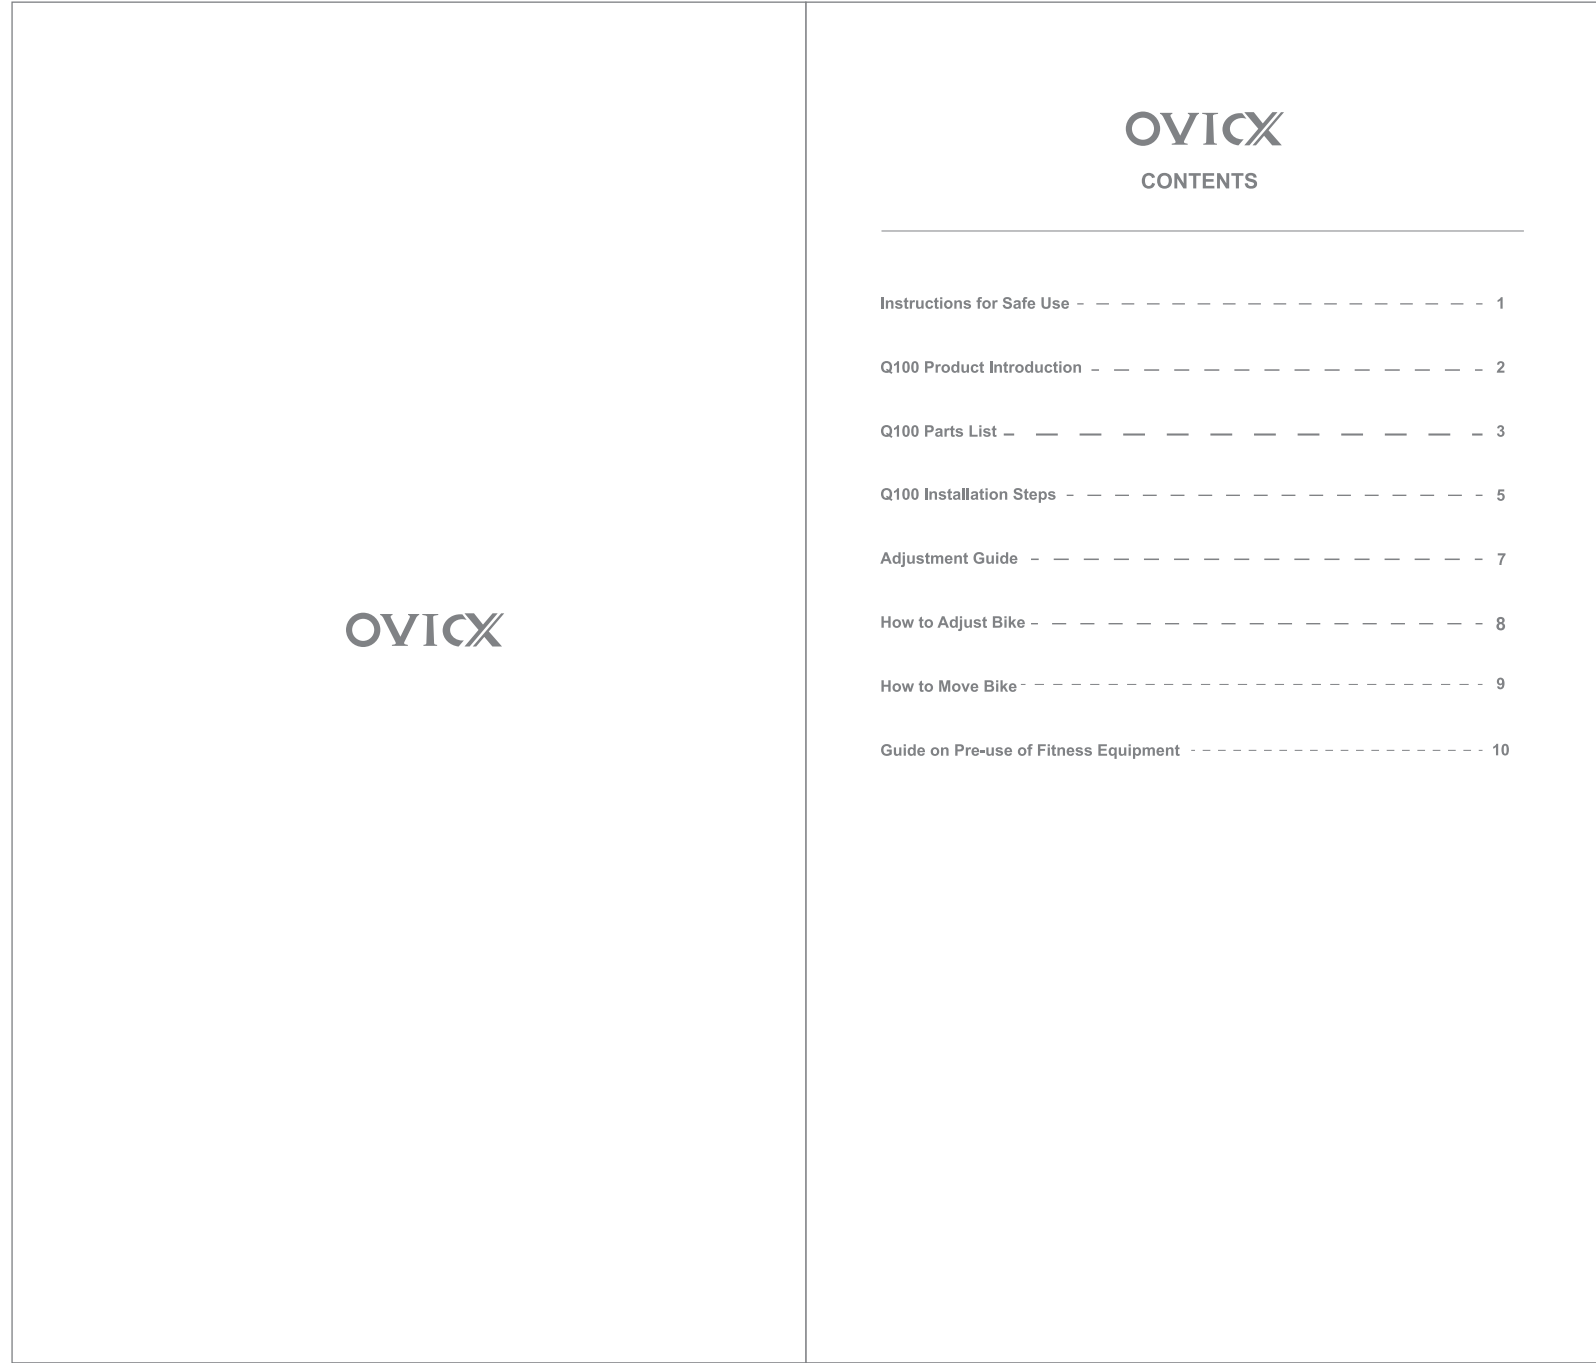 OVICX
OVICX
CONTENTS
Instructions for Safe Use 1
Q100 Product Introduction 2
Q100 Parts List 3
Q100 Installation Steps 5
Adjustment Guide 7
How to Adjust Bike 8
How to Move Bike 9
Guide on Pre-use of Fitness Equipment 10